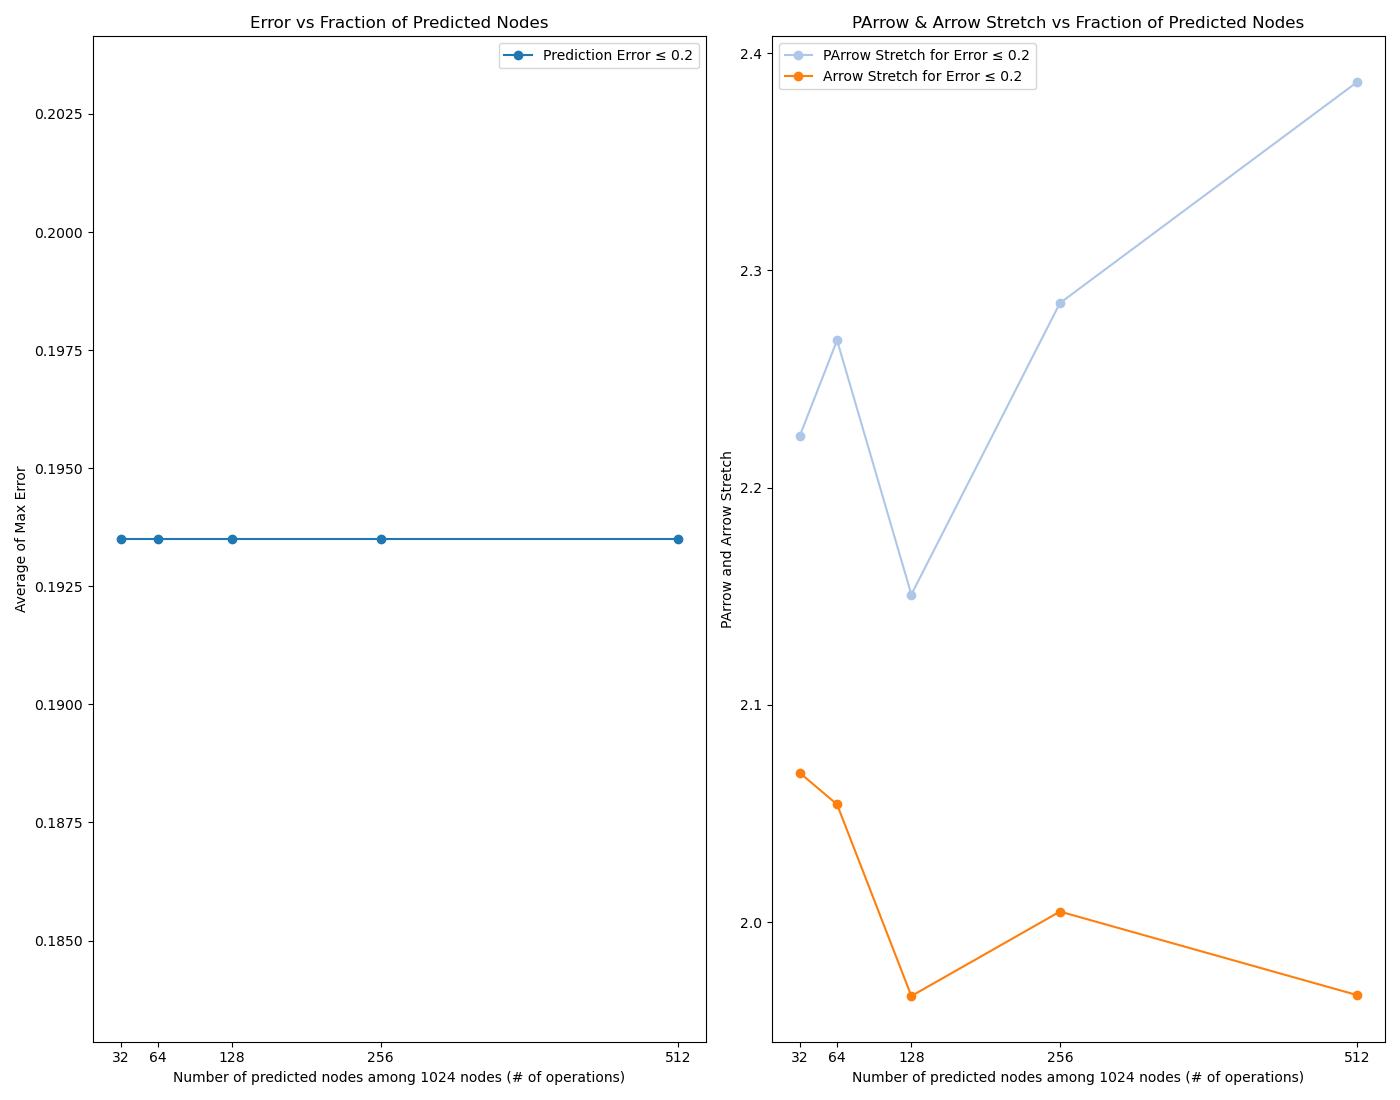 Error vs Fraction of Predicted Nodes
Prediction Error ≤ 0.2
0.2025
0.2000
0.1975
0.1950
0.1925
0.1900
0.1875
0.1850
Average of Max Error
32 64 128 256 512
Number of predicted nodes among 1024 nodes (# of operations)
PArrow & Arrow Stretch vs Fraction of Predicted Nodes
PArrow Stretch for Error ≤ 0.2
Arrow Stretch for Error ≤ 0.2
2.4
2.3
2.2
2.1
2.0
PArrow and Arrow Stretch
32 64 128 256 512
Number of predicted nodes among 1024 nodes (# of operations)